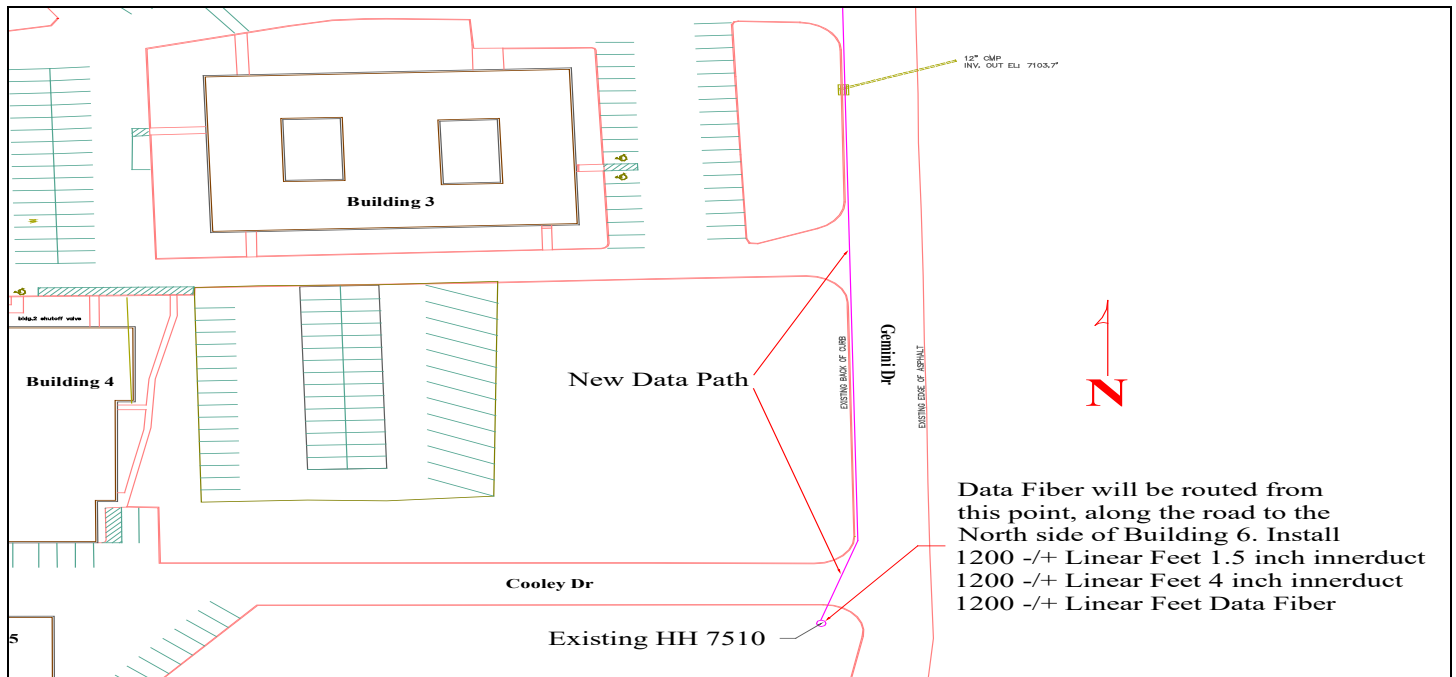 12" CMP
INV. OUT EL: 7103.7'
Building 3
bldg.2 shutoff valve
Building 4
New Data Path
EXISTING BACK OF CURB
Gemini Dr
EXISTING EDGE OF ASPHALT
N
Data Fiber will be routed from
this point, along the road to the
North side of Building 6. Install
1200 -/+ Linear Feet 1.5 inch innerduct
1200 -/+ Linear Feet 4 inch innerduct
1200 -/+ Linear Feet Data Fiber
Cooley Dr
5
Existing HH 7510